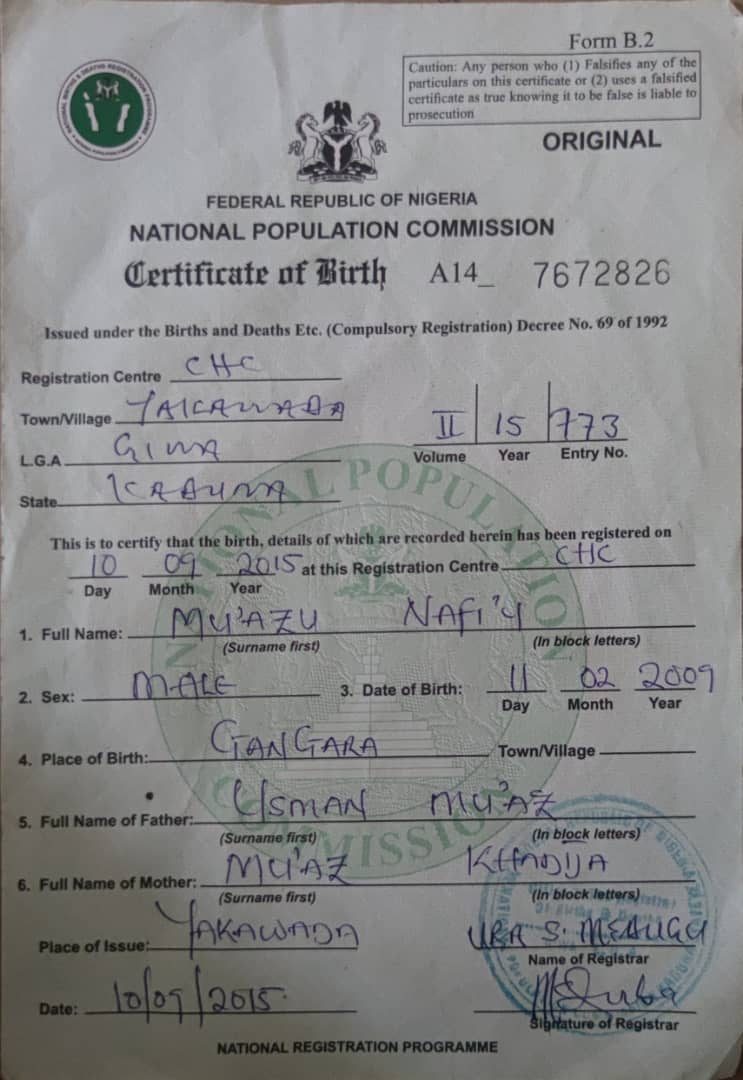 Form B.2
Caution: Any person who (1) Falsifies any of the
particulars on this certificate or (2) uses a falsified
certificate as true knowing it to be false is liable to
prosecution
ORIGINAL
FEDERAL REPUBLIC OF NIGERIA
NATIONAL POPULATION COMMISSION
Certificate of Birth A14_ 7672826
Issued under the Births and Deaths Etc. (Compulsory Registration) Decree No. 69 of 1992
Registration Centre CHC
Town/Village YAKAWADA
II 15 773
Volume Year Entry No.
L.G.A GIWA
State KADUNA
This is to certify that the birth, details of which are recorded herein has been registered on
10 09 2015 at this Registration Centre CHC
Day Month Year
1. Full Name: MU'AZU NAFI'U
(Surname first) (In block letters)
2. Sex: MALE 3. Date of Birth: 11 02 2009
Day Month Year
4. Place of Birth: GANGARA Town/Village
5. Full Name of Father: USMAN MU'AZ
(Surname first) (In block letters)
6. Full Name of Mother: MU'AZ KHADIJA
(Surname first) (In block letters)
Place of Issue: YAKAWADA
Name of Registrar
Date: 10/09/2015
Signature of Registrar
NATIONAL REGISTRATION PROGRAMME
NATIONAL POPULATION COMMISSION